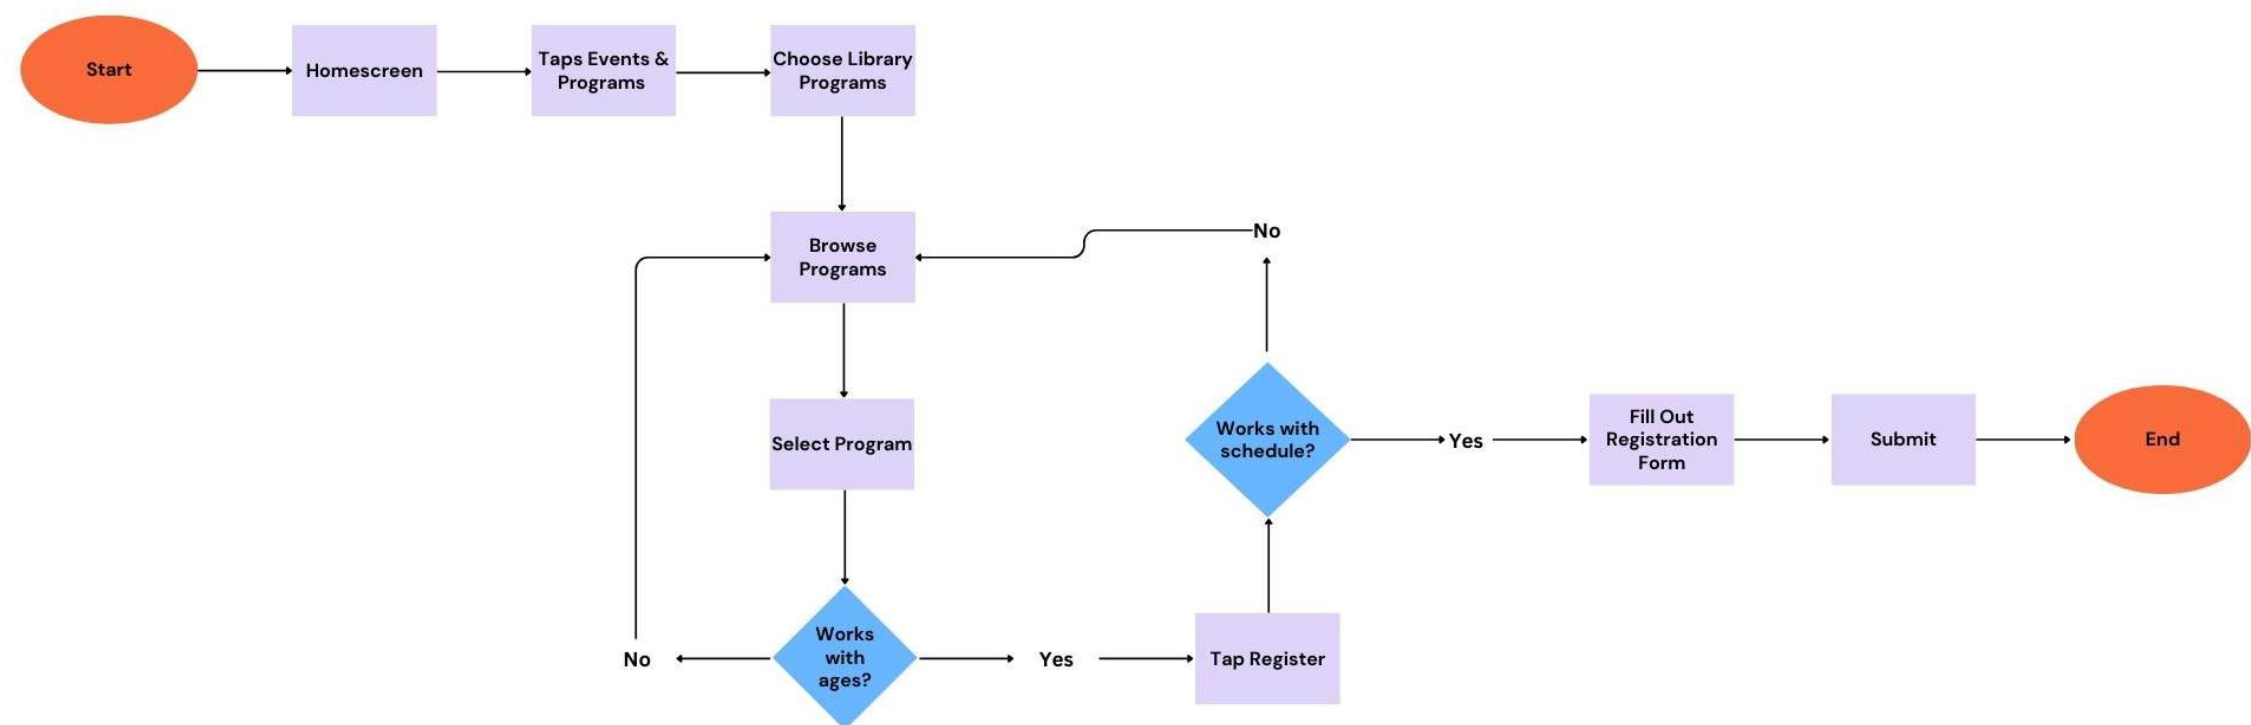 Start
Homescreen
Taps Events &
Programs
Choose Library
Programs
Browse
Programs
No
Select Program
Works with
schedule?
Yes
Fill Out
Registration
Form
Submit
End
Works
with
ages?
No
Yes
Tap Register